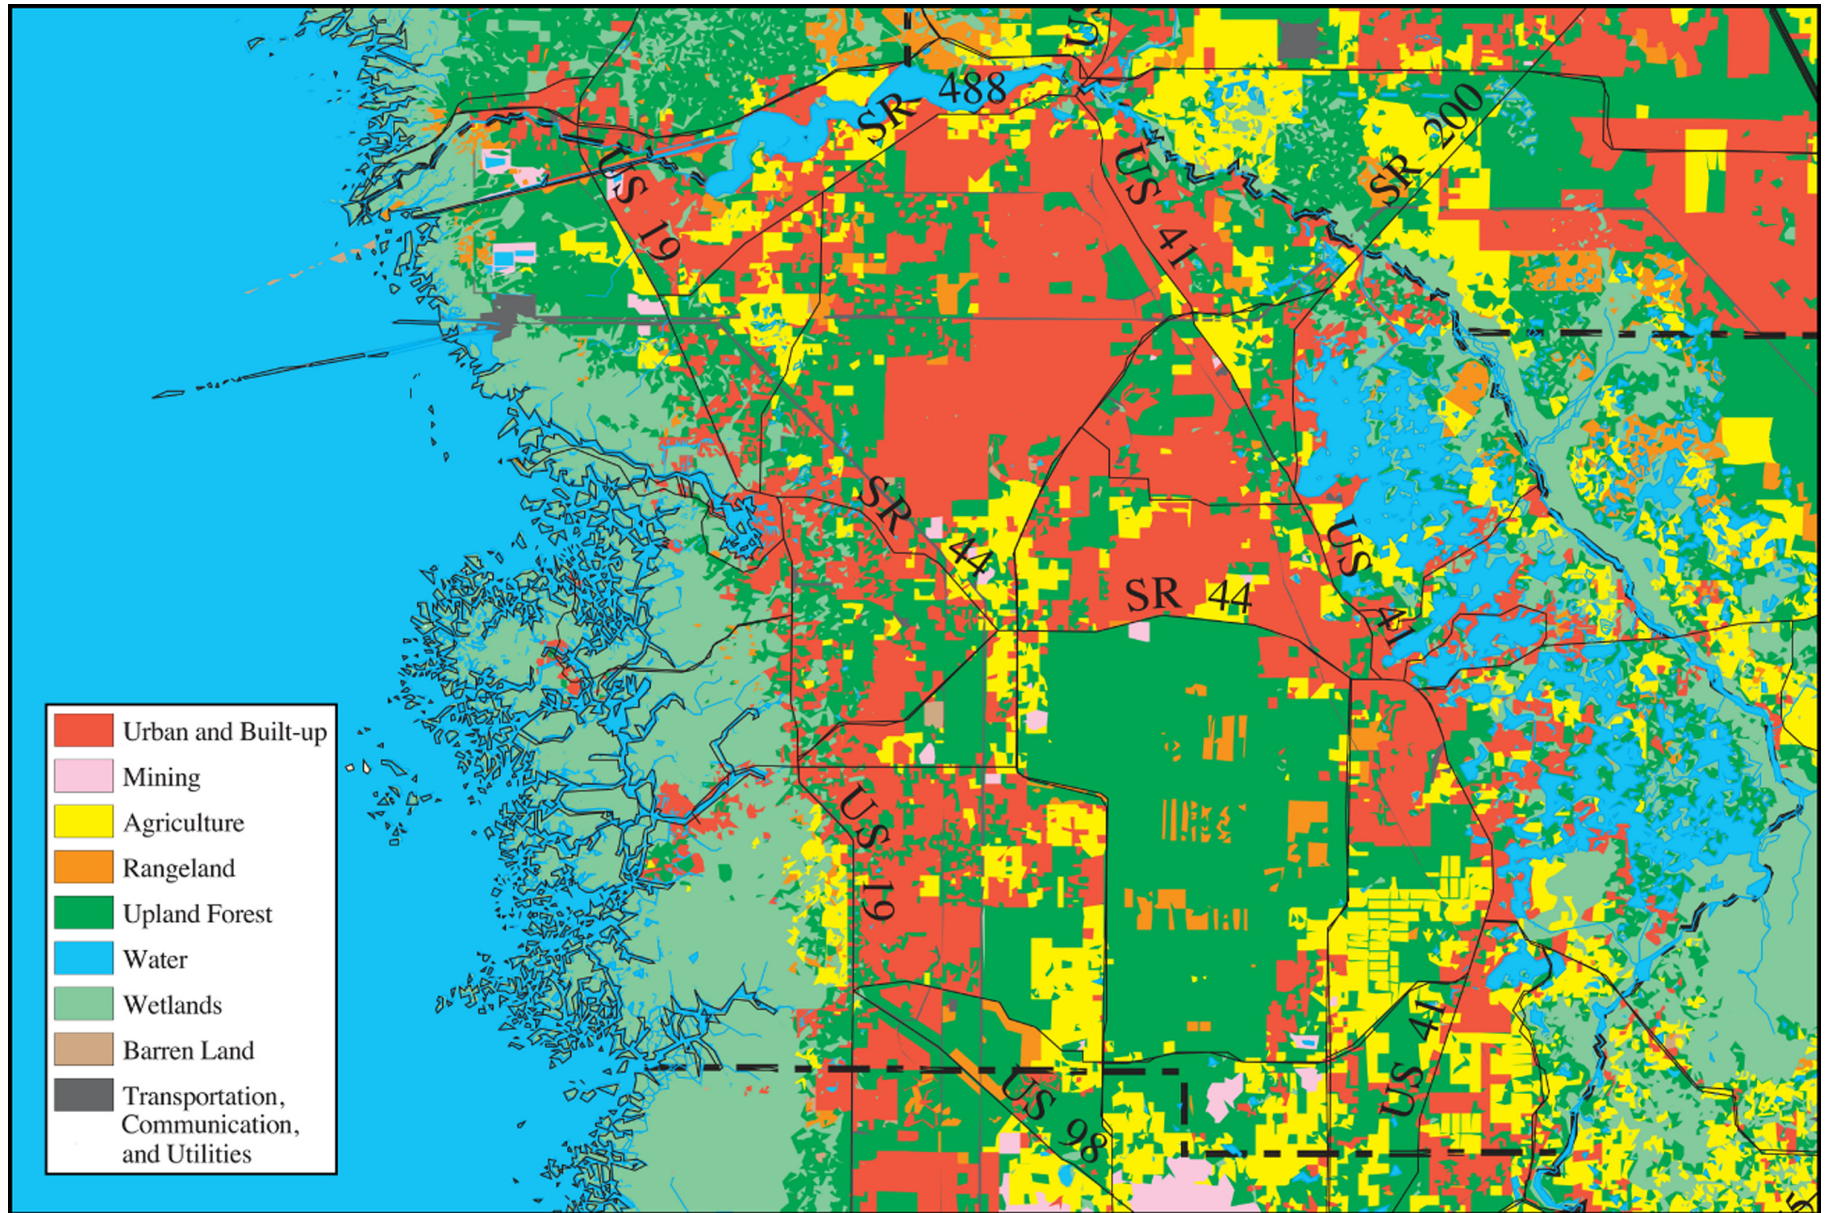 US
SR 488
SR 200
US 19
US 41
SR 44
SR 44
US 41
US 19
US 41
US 98
Urban and Built-up
Mining
Agriculture
Rangeland
Upland Forest
Water
Wetlands
Barren Land
Transportation,
Communication,
and Utilities